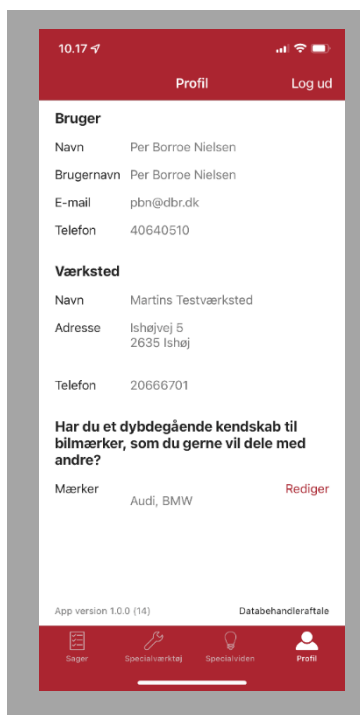 10.17
Profil
Log ud
Bruger
Navn Per Borroe Nielsen
Brugernavn Per Borroe Nielsen
E-mail pbn@dbr.dk
Telefon 40640510
Værksted
Navn Martins Testværksted
Adresse Ishøjvej 5
2635 Ishøj
Telefon 20666701
Har du et dybdegående kendskab til
bilmærker, som du gerne vil dele med
andre?
Mærker Audi, BMW Rediger
App version 1.0.0 (14) Databehandleraftale
Sager Specialværktøj Specialviden Profil